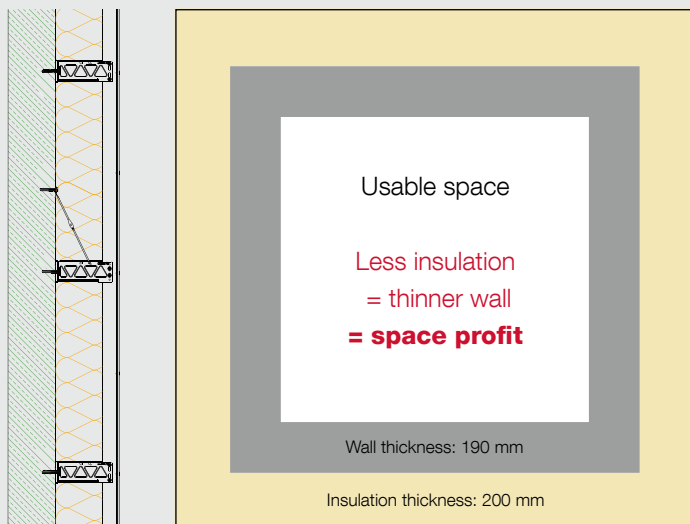 Usable space
Less insulation
= thinner wall
= space profit
Wall thickness: 190 mm
Insulation thickness: 200 mm